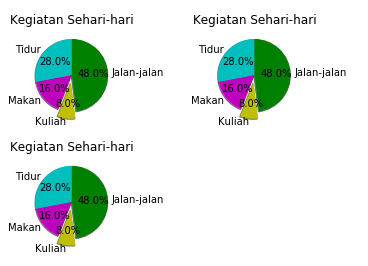 Kegiatan Sehari-hari
Tidur
28.0%
48.0%
Jalan-jalan
16.0%
Makan
8.0%
Kuliah
Kegiatan Sehari-hari
Tidur
28.0%
48.0%
Jalan-jalan
16.0%
Makan
8.0%
Kuliah
Kegiatan Sehari-hari
Tidur
28.0%
48.0%
Jalan-jalan
16.0%
Makan
8.0%
Kuliah